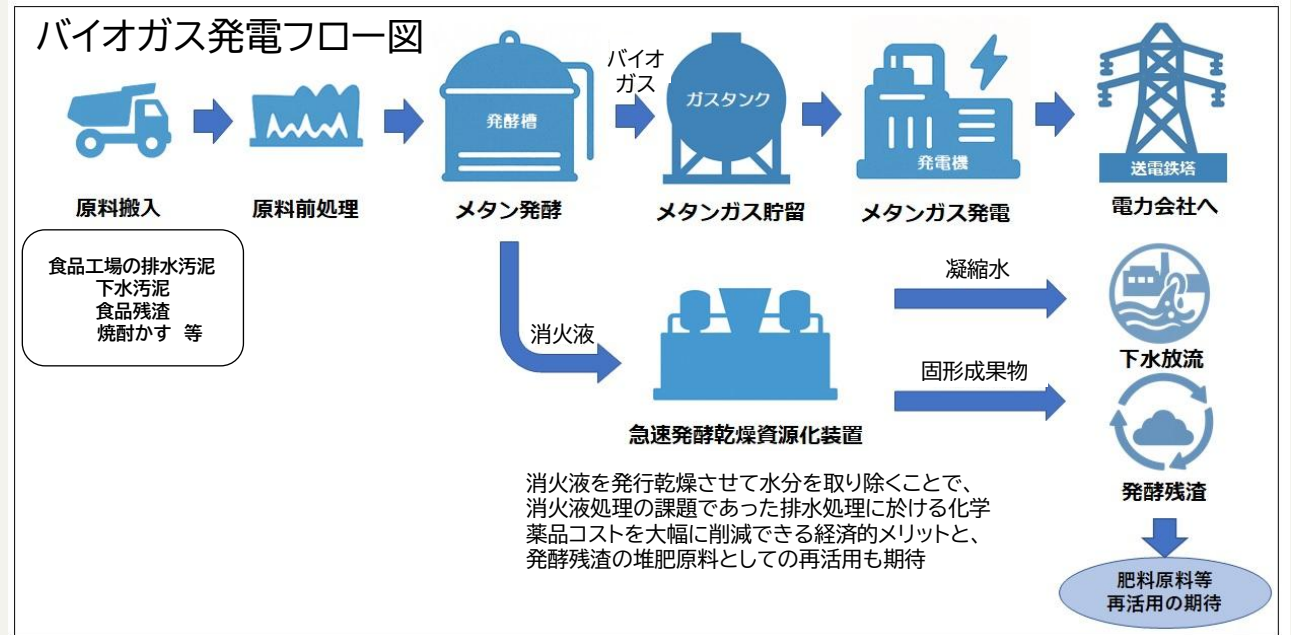 バイオガス発電フロー図
バイオ
ガス
発酵槽
ガスタンク
発電機
送電鉄塔
原料搬入
原料前処理
メタン発酵
メタンガス貯留
メタンガス発電
電力会社へ
食品工場の排水汚泥
下水汚泥
食品残渣
焼酎かす 等
消火液
凝縮水
下水放流
固形成果物
急速発酵乾燥資源化装置
発酵残渣
消火液を発行乾燥させて水分を取り除くことで、
消火液処理の課題であった排水処理に於ける化学
薬品コストを大幅に削減できる経済的メリットと、
発酵残渣の堆肥原料としての再活用も期待
肥料原料等
再活用の期待